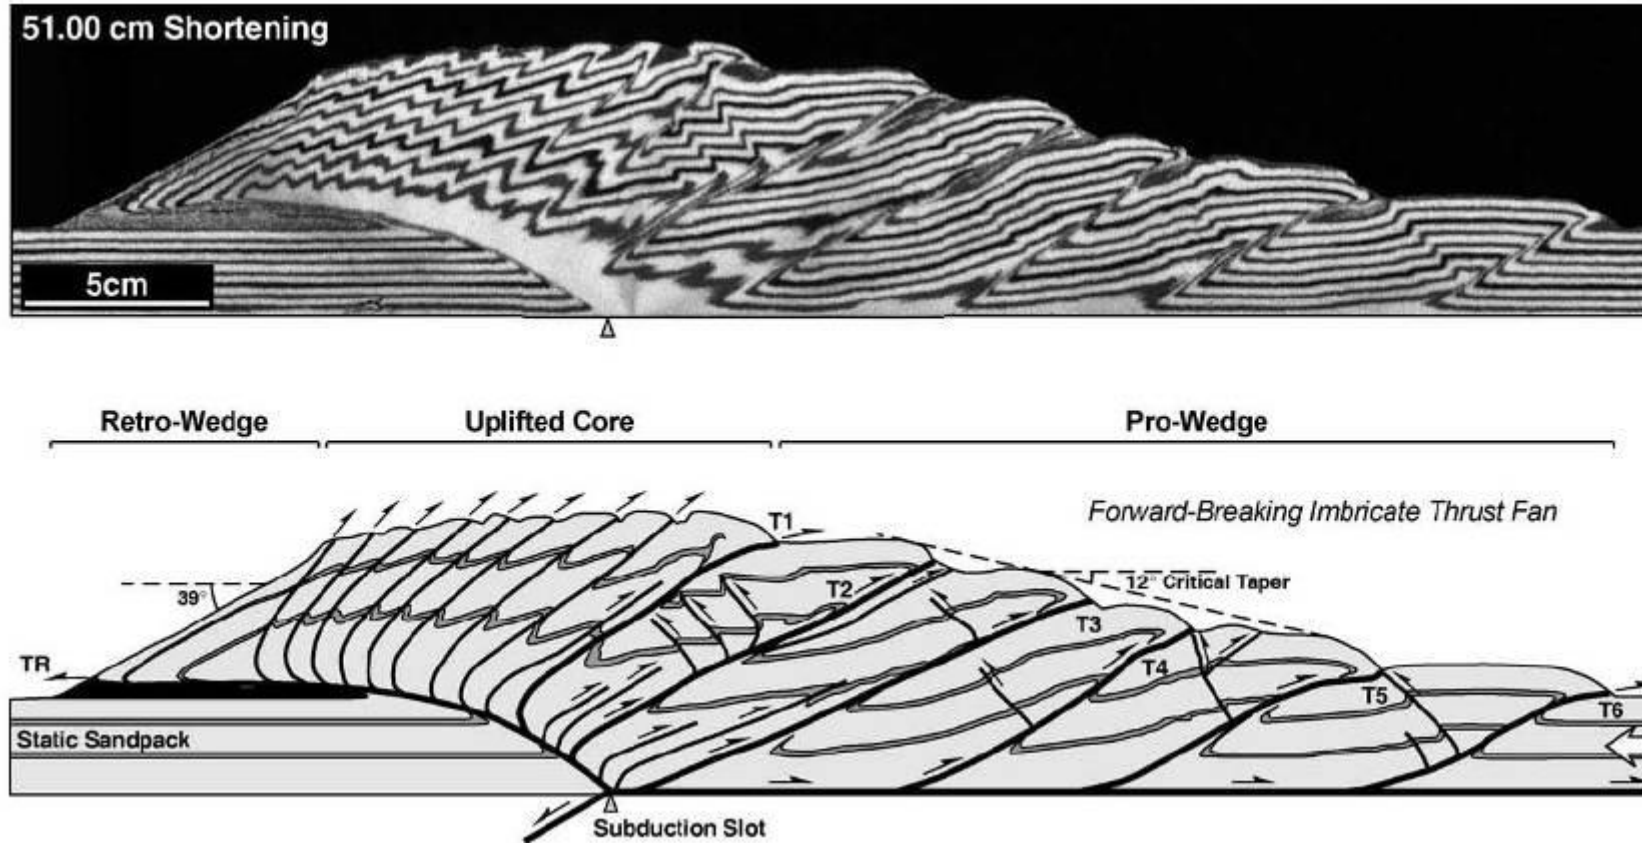 51.00 cm Shortening
5cm
Retro-Wedge
Uplifted Core
Pro-Wedge
Forward-Breaking Imbricate Thrust Fan
T1
39°
12° Critical Taper
T2
T3
TR
T4
T5
T6
Static Sandpack
Subduction Slot